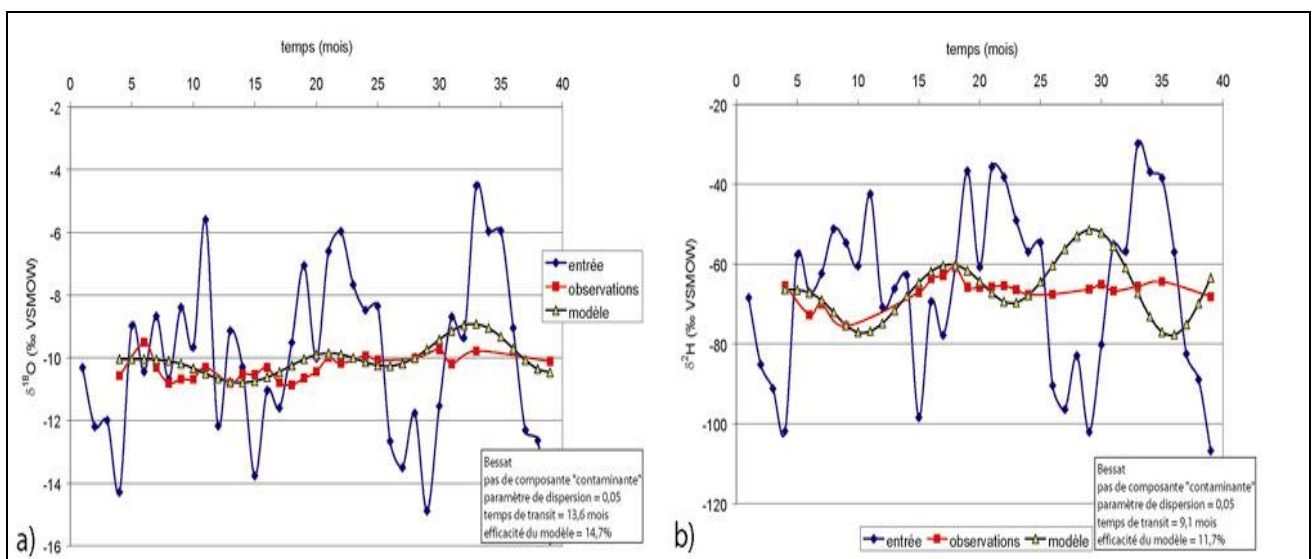 temps (mois)
0 5 10 15 20 25 30 35 40
-2
-4
-6
-8
-10
-12
-14
-16
δ18O (‰ VSMOW)
entrée
observations
modèle
Bessat
pas de composante "contaminante"
paramètre de dispersion = 0,05
temps de transit = 13,6 mois
efficacité du modèle = 14,7%
a)
temps (mois)
0 5 10 15 20 25 30 35 40
-20
-40
-60
-80
-100
-120
δ2H (‰ VSMOW)
Bessat
pas de composante "contaminante"
paramètre de dispersion = 0,05
temps de transit = 9,1 mois
efficacité du modèle = 11,7%
entrée observations modèle
b)